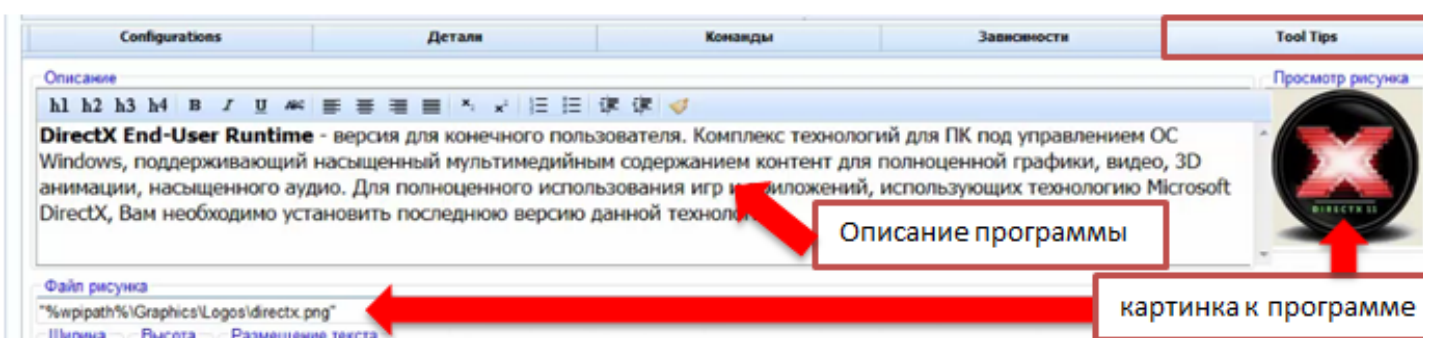 Configurations Детали Команды Зависимости Tool Tips
Описание Просмотр рисунка
h1 h2 h3 h4 B I U ABC
DirectX End-User Runtime - версия для конечного пользователя. Комплекс технологий для ПК под управлением ОС
Windows, поддерживающий насыщенный мультимедийным содержанием контент для полноценной графики, видео, 3D
анимации, насыщенного аудио. Для полноценного использования игр и приложений, использующих технологию Microsoft
DirectX, Вам необходимо установить последнюю версию данной
DIRECTX 11
Описание программы
Файл рисунка
"%wpipath%\Graphics\Logos\directx.png"
картинка к программе
Ширина Высота Размещение текста